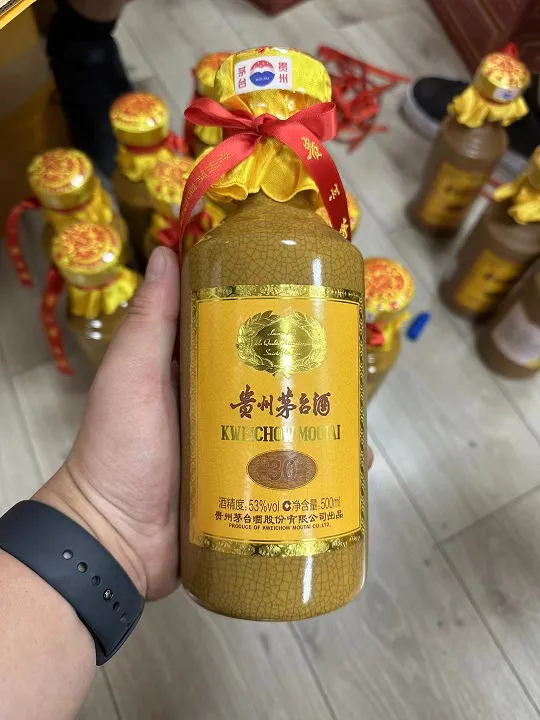 贵州
茅台
贵州茅台酒
KWEICHOW MOUTAI
30
酒精度:53%vol 净含量:500ml
贵州茅台酒股份有限公司出品
PRODUCE OF KWEICHOW MOUTAI CO., LTD.